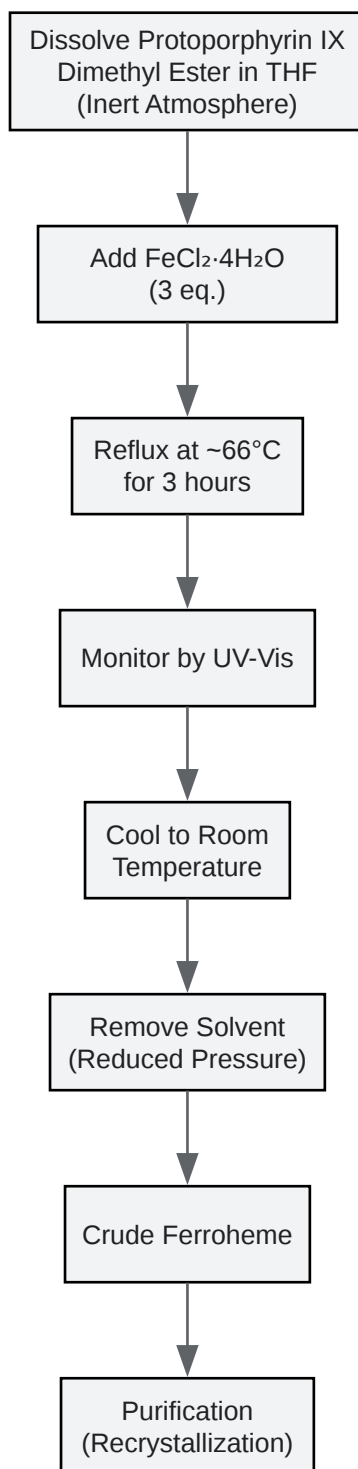 Dissolve Protoporphyrin IX
Dimethyl Ester in THF
(Inert Atmosphere)
Add FeCl₂·4H₂O
(3 eq.)
Reflux at ~66°C
for 3 hours
Monitor by UV-Vis
Cool to Room
Temperature
Remove Solvent
(Reduced Pressure)
Crude Ferroheme
Purification
(Recrystallization)